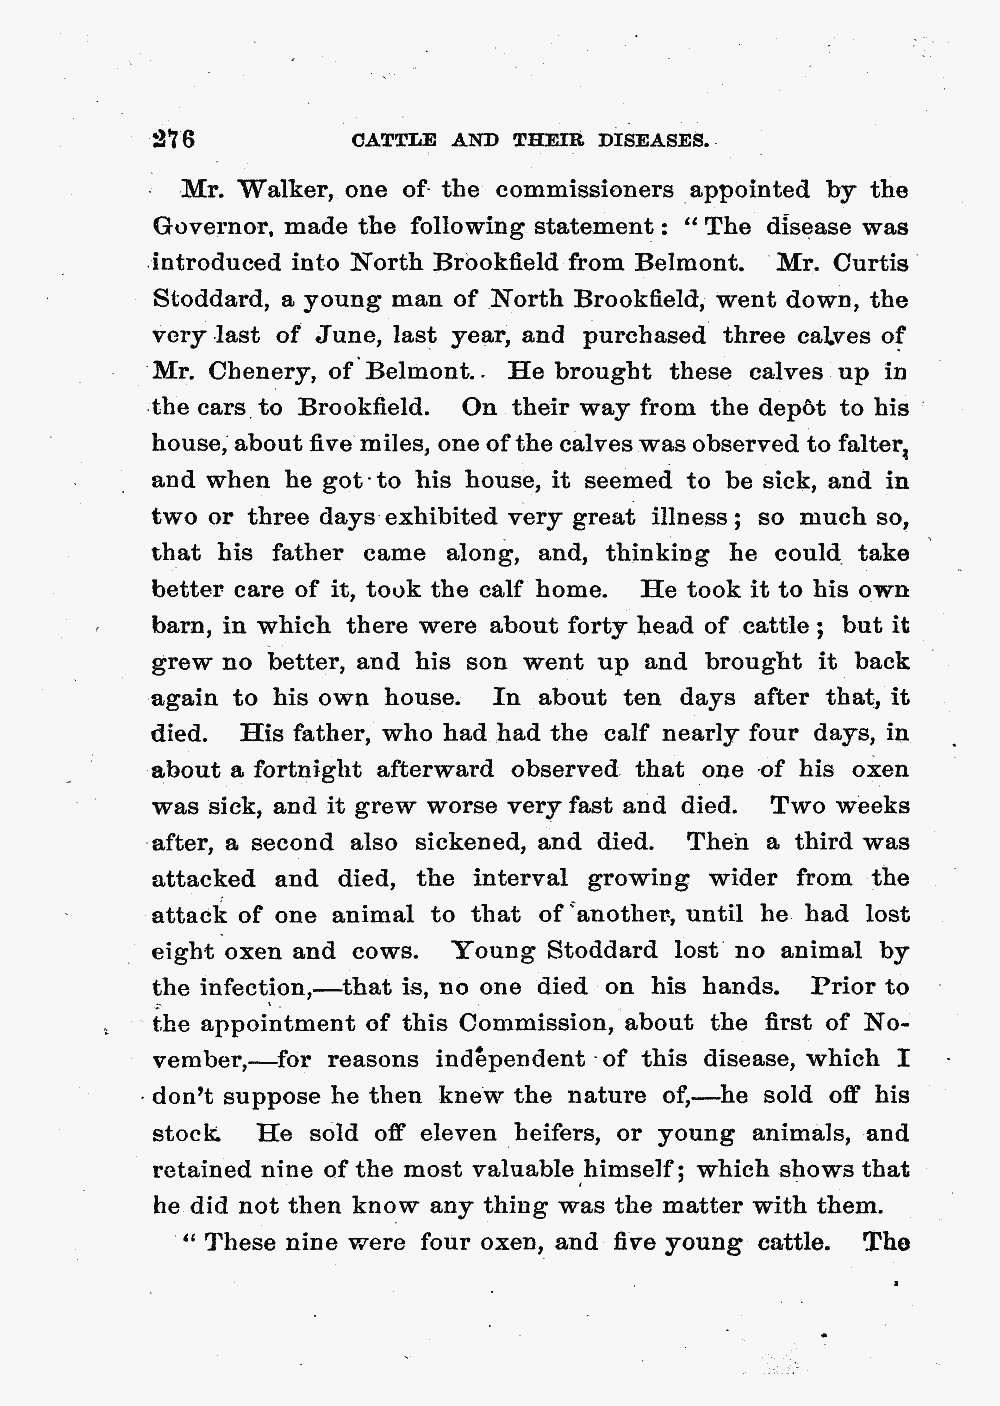 276 CATTLE AND THEIR DISEASES.
Mr. Walker, one of the commissioners appointed by the
Governor, made the following statement: “The disease was
introduced into North Brookfield from Belmont. Mr. Curtis
Stoddard, a young man of North Brookfield, went down, the
very last of June, last year, and purchased three calves of
Mr. Chenery, of Belmont. He brought these calves up in
the cars to Brookfield. On their way from the depôt to his
house, about five miles, one of the calves was observed to falter,
and when he got to his house, it seemed to be sick, and in
two or three days exhibited very great illness; so much so,
that his father came along, and, thinking he could take
better care of it, took the calf home. He took it to his own
barn, in which there were about forty head of cattle; but it
grew no better, and his son went up and brought it back
again to his own house. In about ten days after that, it
died. His father, who had had the calf nearly four days, in
about a fortnight afterward observed that one of his oxen
was sick, and it grew worse very fast and died. Two weeks
after, a second also sickened, and died. Then a third was
attacked and died, the interval growing wider from the
attack of one animal to that of another, until he had lost
eight oxen and cows. Young Stoddard lost no animal by
the infection,—that is, no one died on his hands. Prior to
the appointment of this Commission, about the first of No-
vember,—for reasons independent of this disease, which I
don’t suppose he then knew the nature of,—he sold off his
stock. He sold off eleven heifers, or young animals, and
retained nine of the most valuable himself; which shows that
he did not then know any thing was the matter with them.
“These nine were four oxen, and five young cattle. The